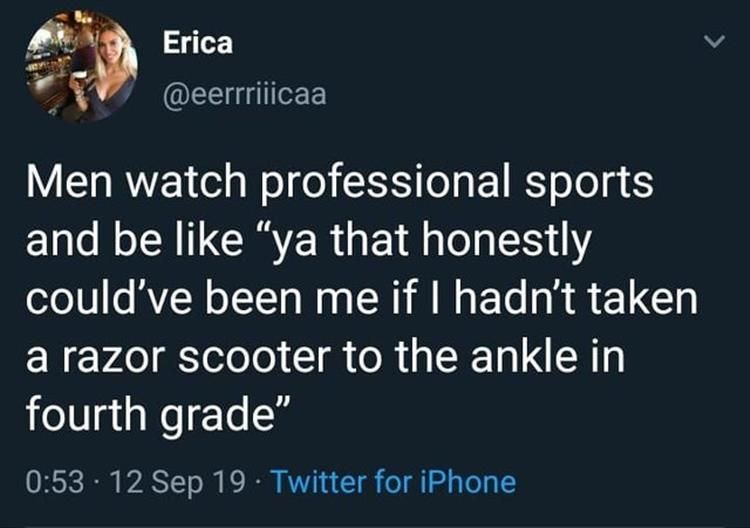 Erica
@eerrriiicaa
Men watch professional sports
and be like “ya that honestly
could’ve been me if I hadn’t taken
a razor scooter to the ankle in
fourth grade”
0:53 · 12 Sep 19 · Twitter for iPhone